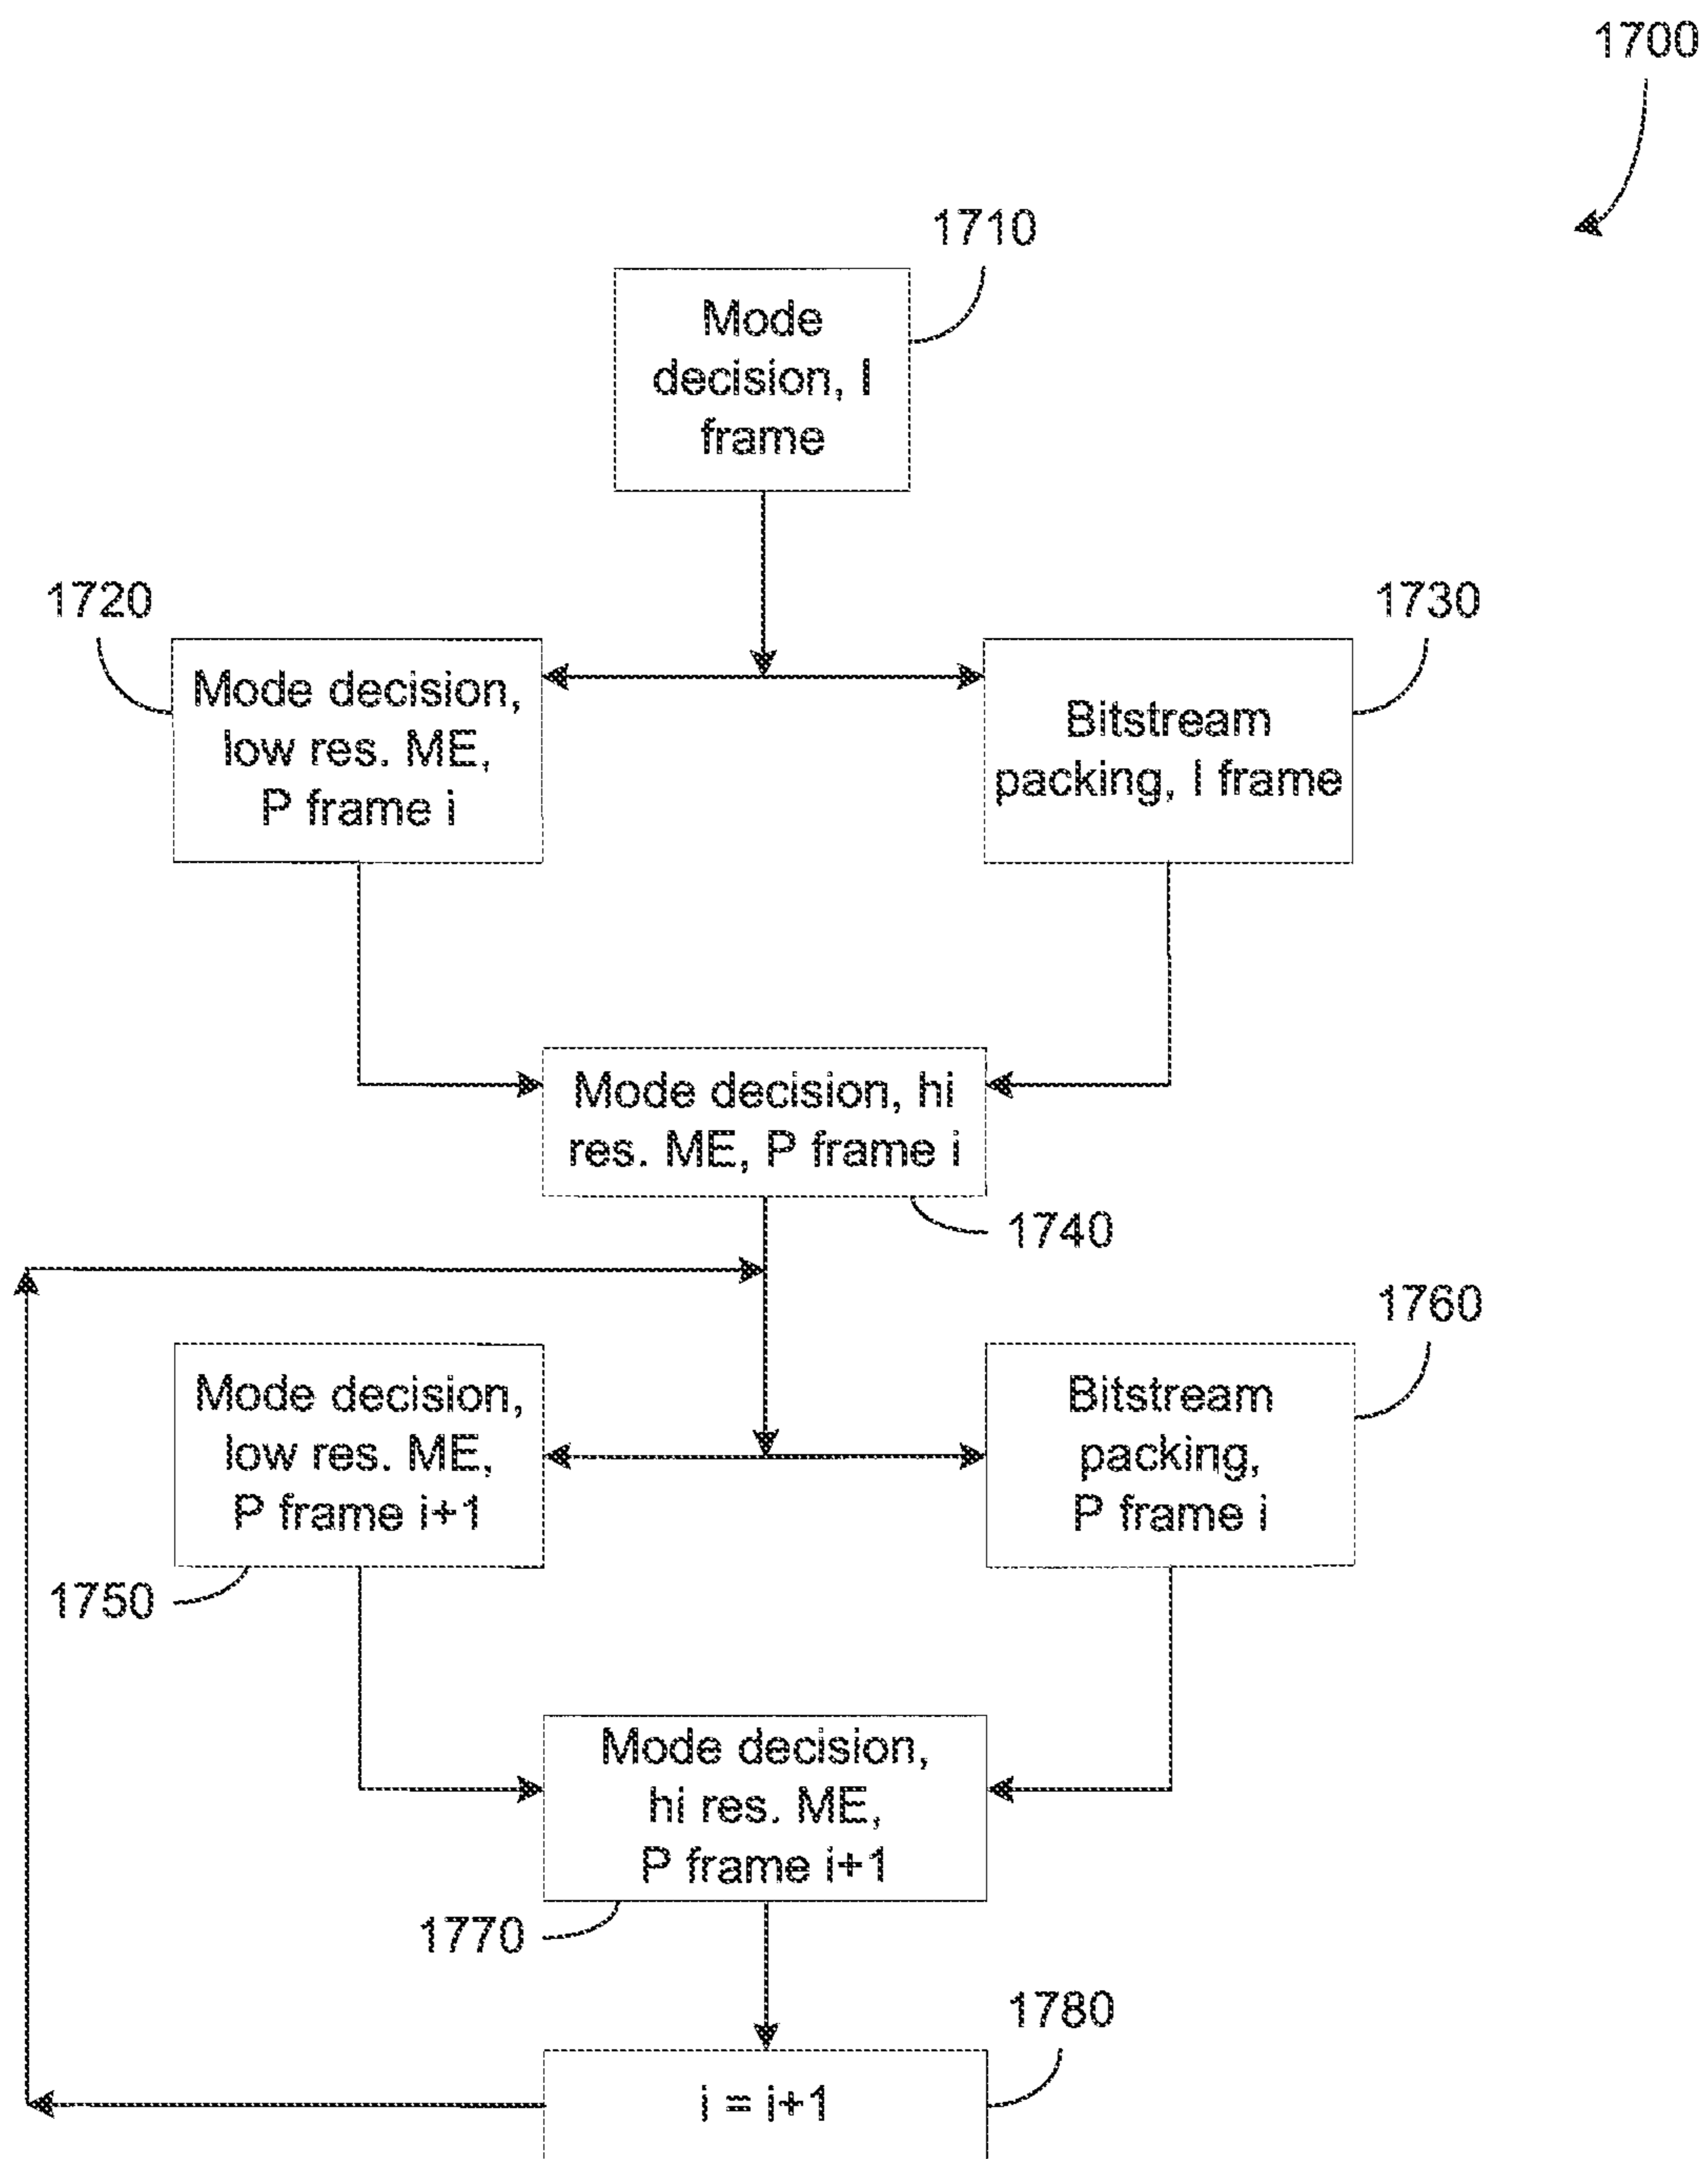 1700
1710
Mode
decision, I
frame
1720
1730
Mode decision,
low res. ME,
P frame i
Bitstream
packing, I frame
Mode decision, hi
res. ME, P frame i
1740
1760
Mode decision,
low res. ME,
P frame i+1
Bitstream
packing,
P frame i
1750
Mode decision,
hi res. ME,
P frame i+1
1770
1780
i = i+1